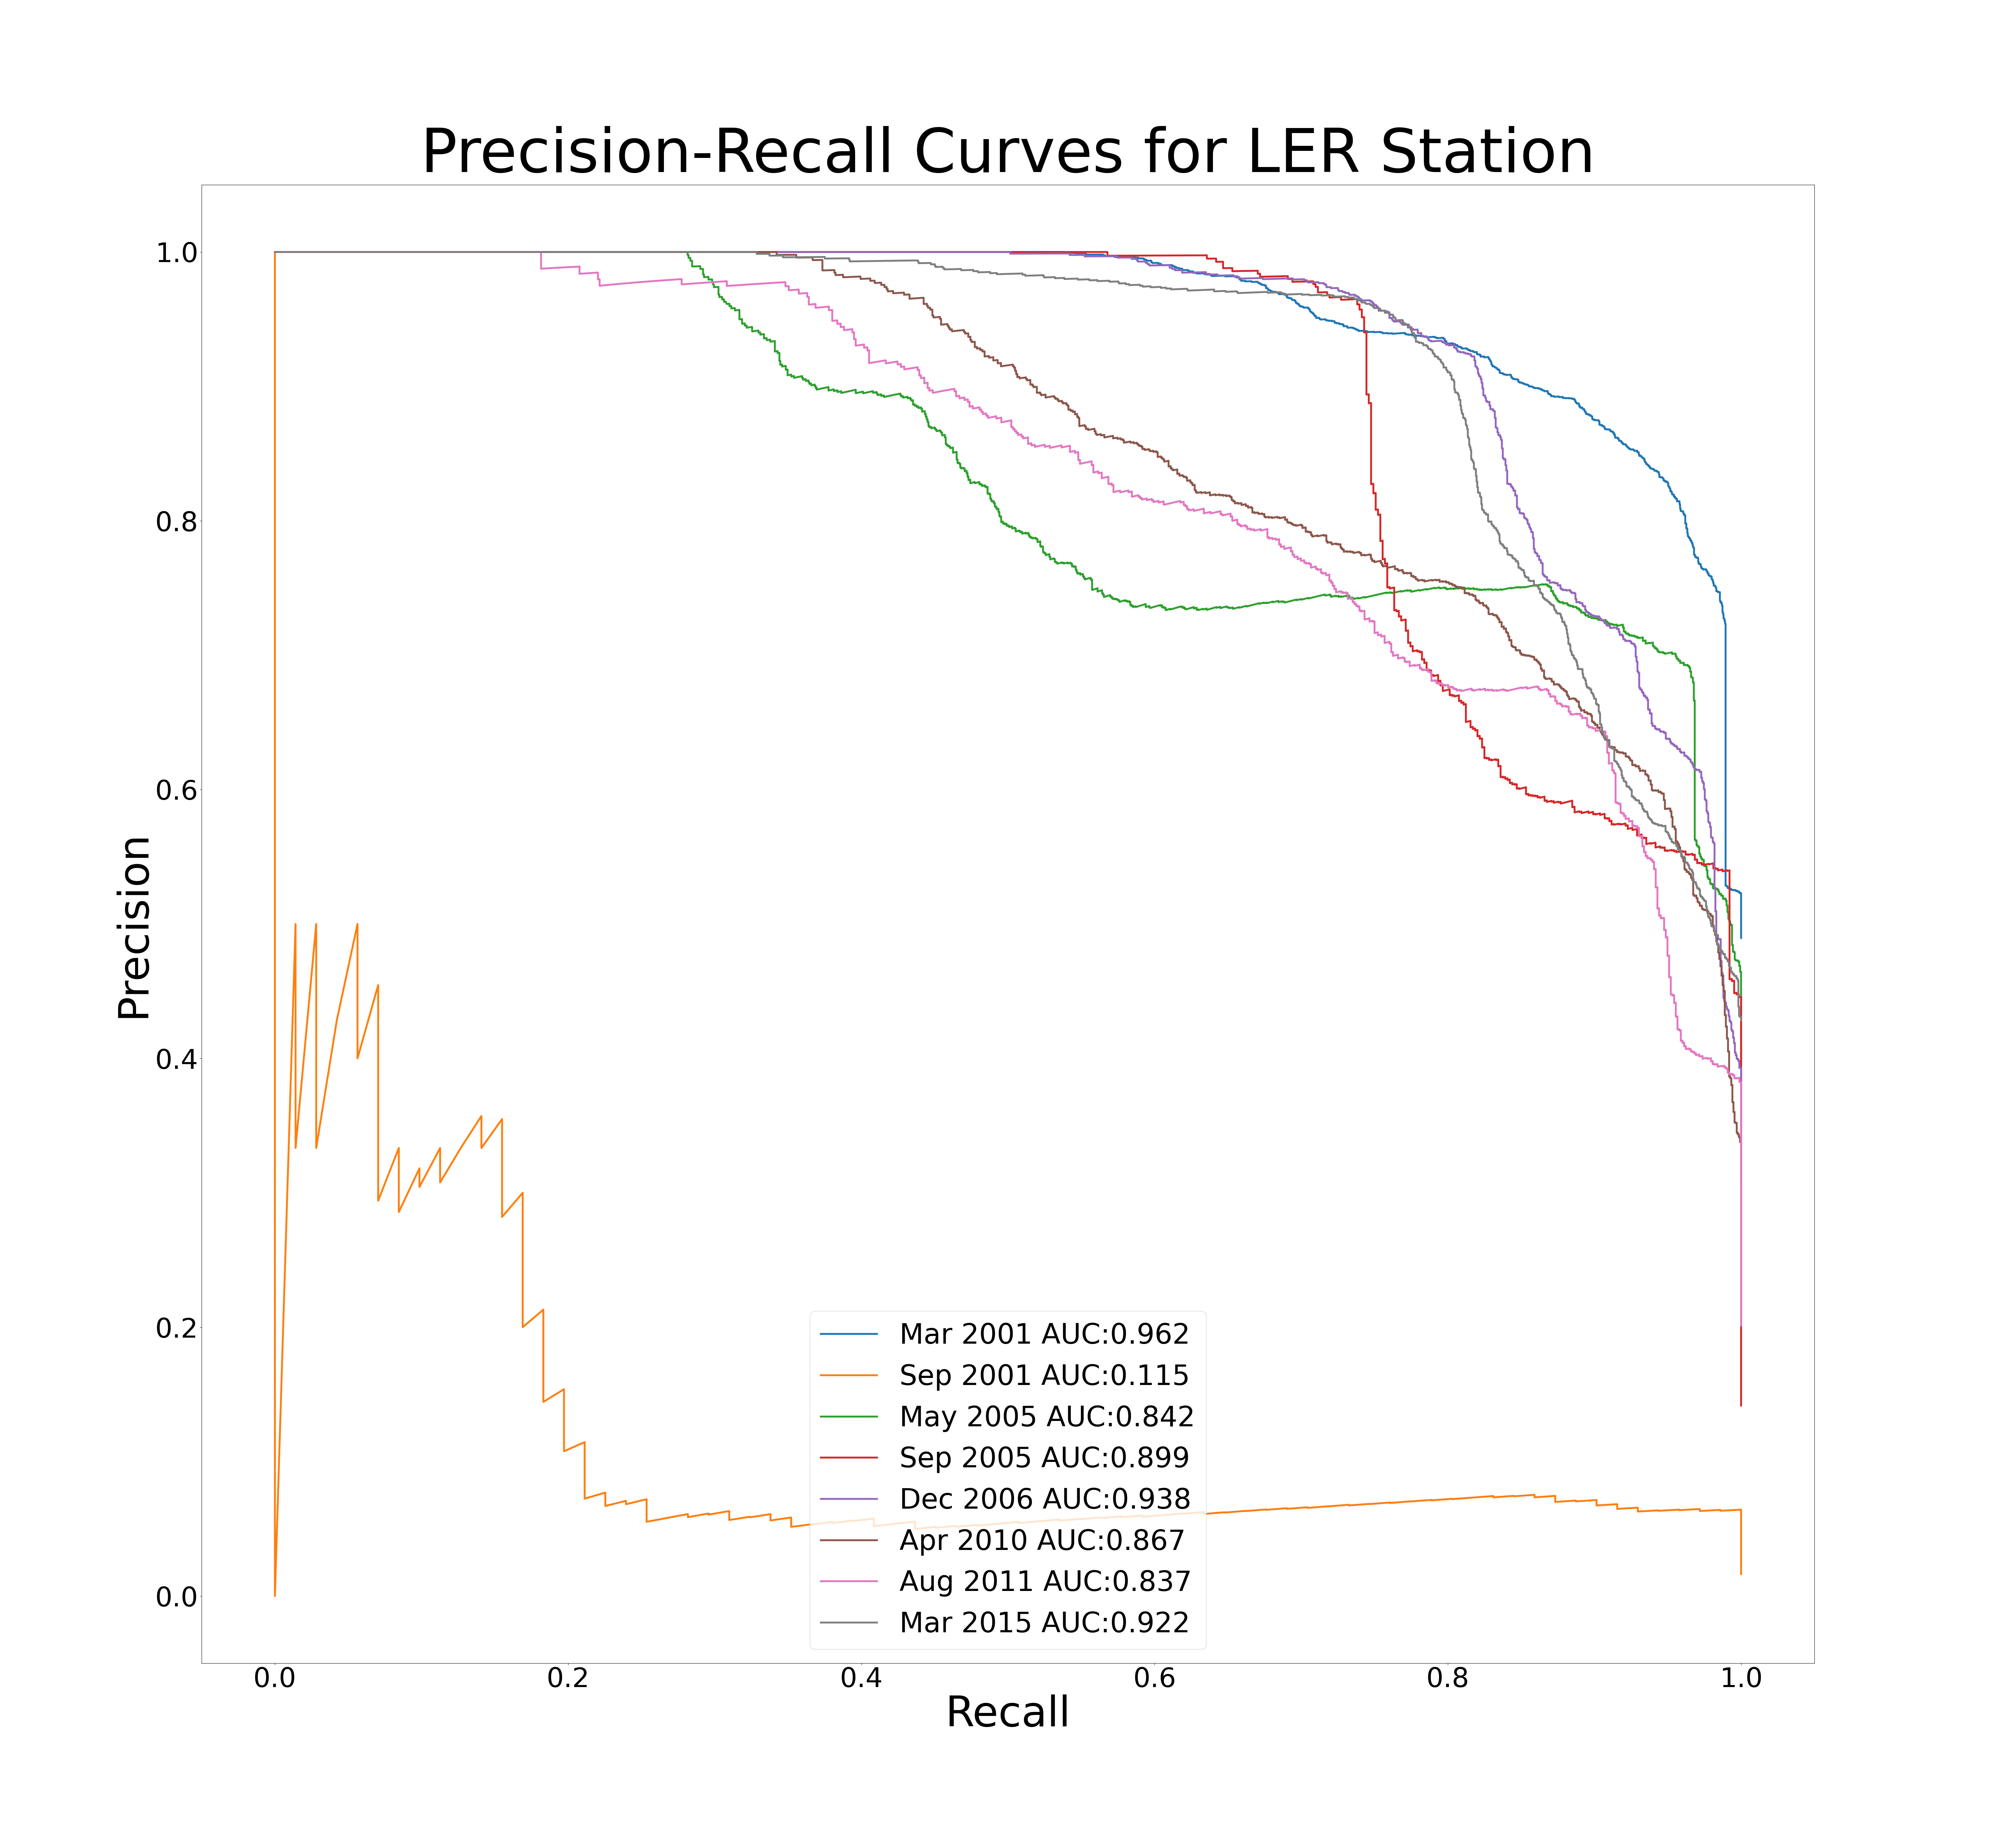 Precision-Recall Curves for LER Station
1.0
0.8
0.6
0.4
0.2
0.0
Precision
Mar 2001 AUC:0.962
Sep 2001 AUC:0.115
May 2005 AUC:0.842
Sep 2005 AUC:0.899
Dec 2006 AUC:0.938
Apr 2010 AUC:0.867
Aug 2011 AUC:0.837
Mar 2015 AUC:0.922
0.0 0.2 0.4 0.6 0.8 1.0
Recall